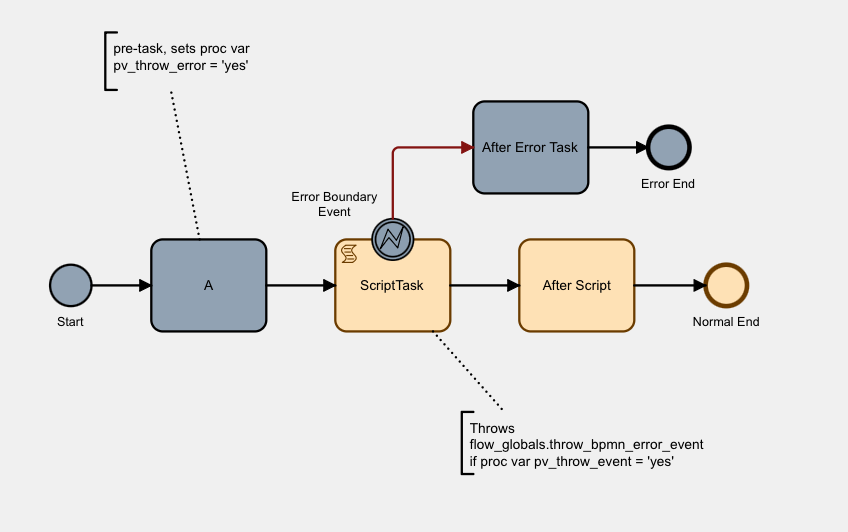 pre-task, sets proc var
pv_throw_error = 'yes'
After Error Task
Error End
Error Boundary
Event
A
ScriptTask
After Script
Start
Normal End
Throws
flow_globals.throw_bpmn_error_event
if proc var pv_throw_event = 'yes'